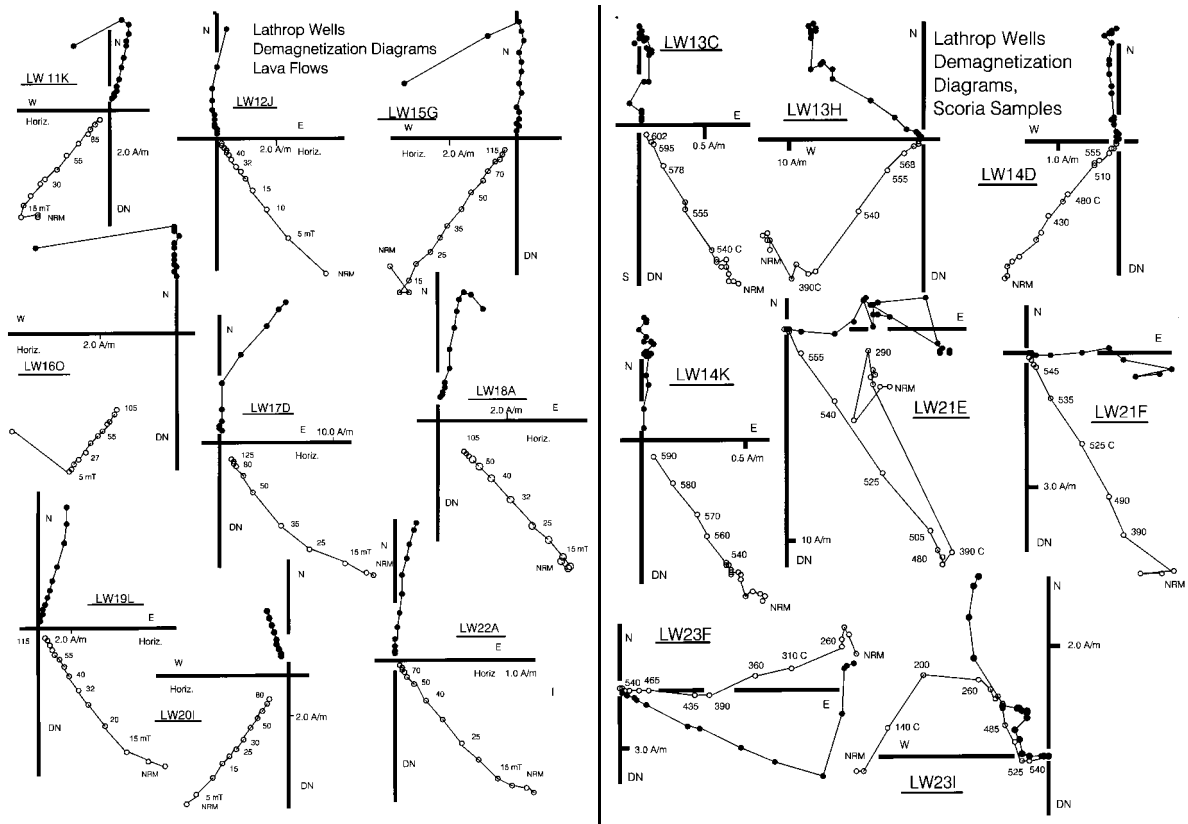 Lathrop Wells
Demagnetization Diagrams
Lava Flows
LW 11K
N
W
Horiz.
85
55
30
15 mT
NRM
2.0 A/m
DN
LW12J
N
E
2.0 A/m
Horiz.
40
32
15
10
5 mT
NRM
DN
LW15G
N
W
Horiz.
2.0 A/m
115
70
50
35
25
15
NRM
DN
LW16O
N
W
Horiz.
2.0 A/m
105
55
27
5 mT
NRM
DN
LW17D
N
E
10.0 A/m
Horiz.
125
80
50
35
25
15 mT
NRM
DN
LW18A
N
2.0 A/m
E
Horiz.
105
50
40
32
25
15 mT
NRM
DN
LW19L
N
E
2.0 A/m
Horiz.
115
55
40
32
20
15 mT
NRM
DN
LW20I
N
W
Horiz.
2.0 A/m
80
50
30
25
15
5 mT
NRM
DN
LW22A
N
E
Horiz
1.0 A/m
70
50
40
25
15 mT
NRM
DN
Lathrop Wells
Demagnetization
Diagrams,
Scoria Samples
LW13C
N
E
0.5 A/m
602
595
578
555
540 C
NRM
S
DN
LW13H
N
W
10 A/m
568
555
540
390C
NRM
DN
LW14D
N
W
1.0 A/m
555
510
480 C
430
NRM
DN
LW14K
N
E
0.5 A/m
590
580
570
560
540
NRM
DN
LW21E
N
E
290
NRM
555
540
525
505
480
390 C
10 A/m
DN
LW21F
N
E
545
535
525 C
490
390
NRM
3.0 A/m
DN
LW23F
N
E
540
465
435
390
360
310 C
260
NRM
3.0 A/m
DN
LW23I
N
2.0 A/m
W
200
260
140 C
485
525
540
NRM
DN